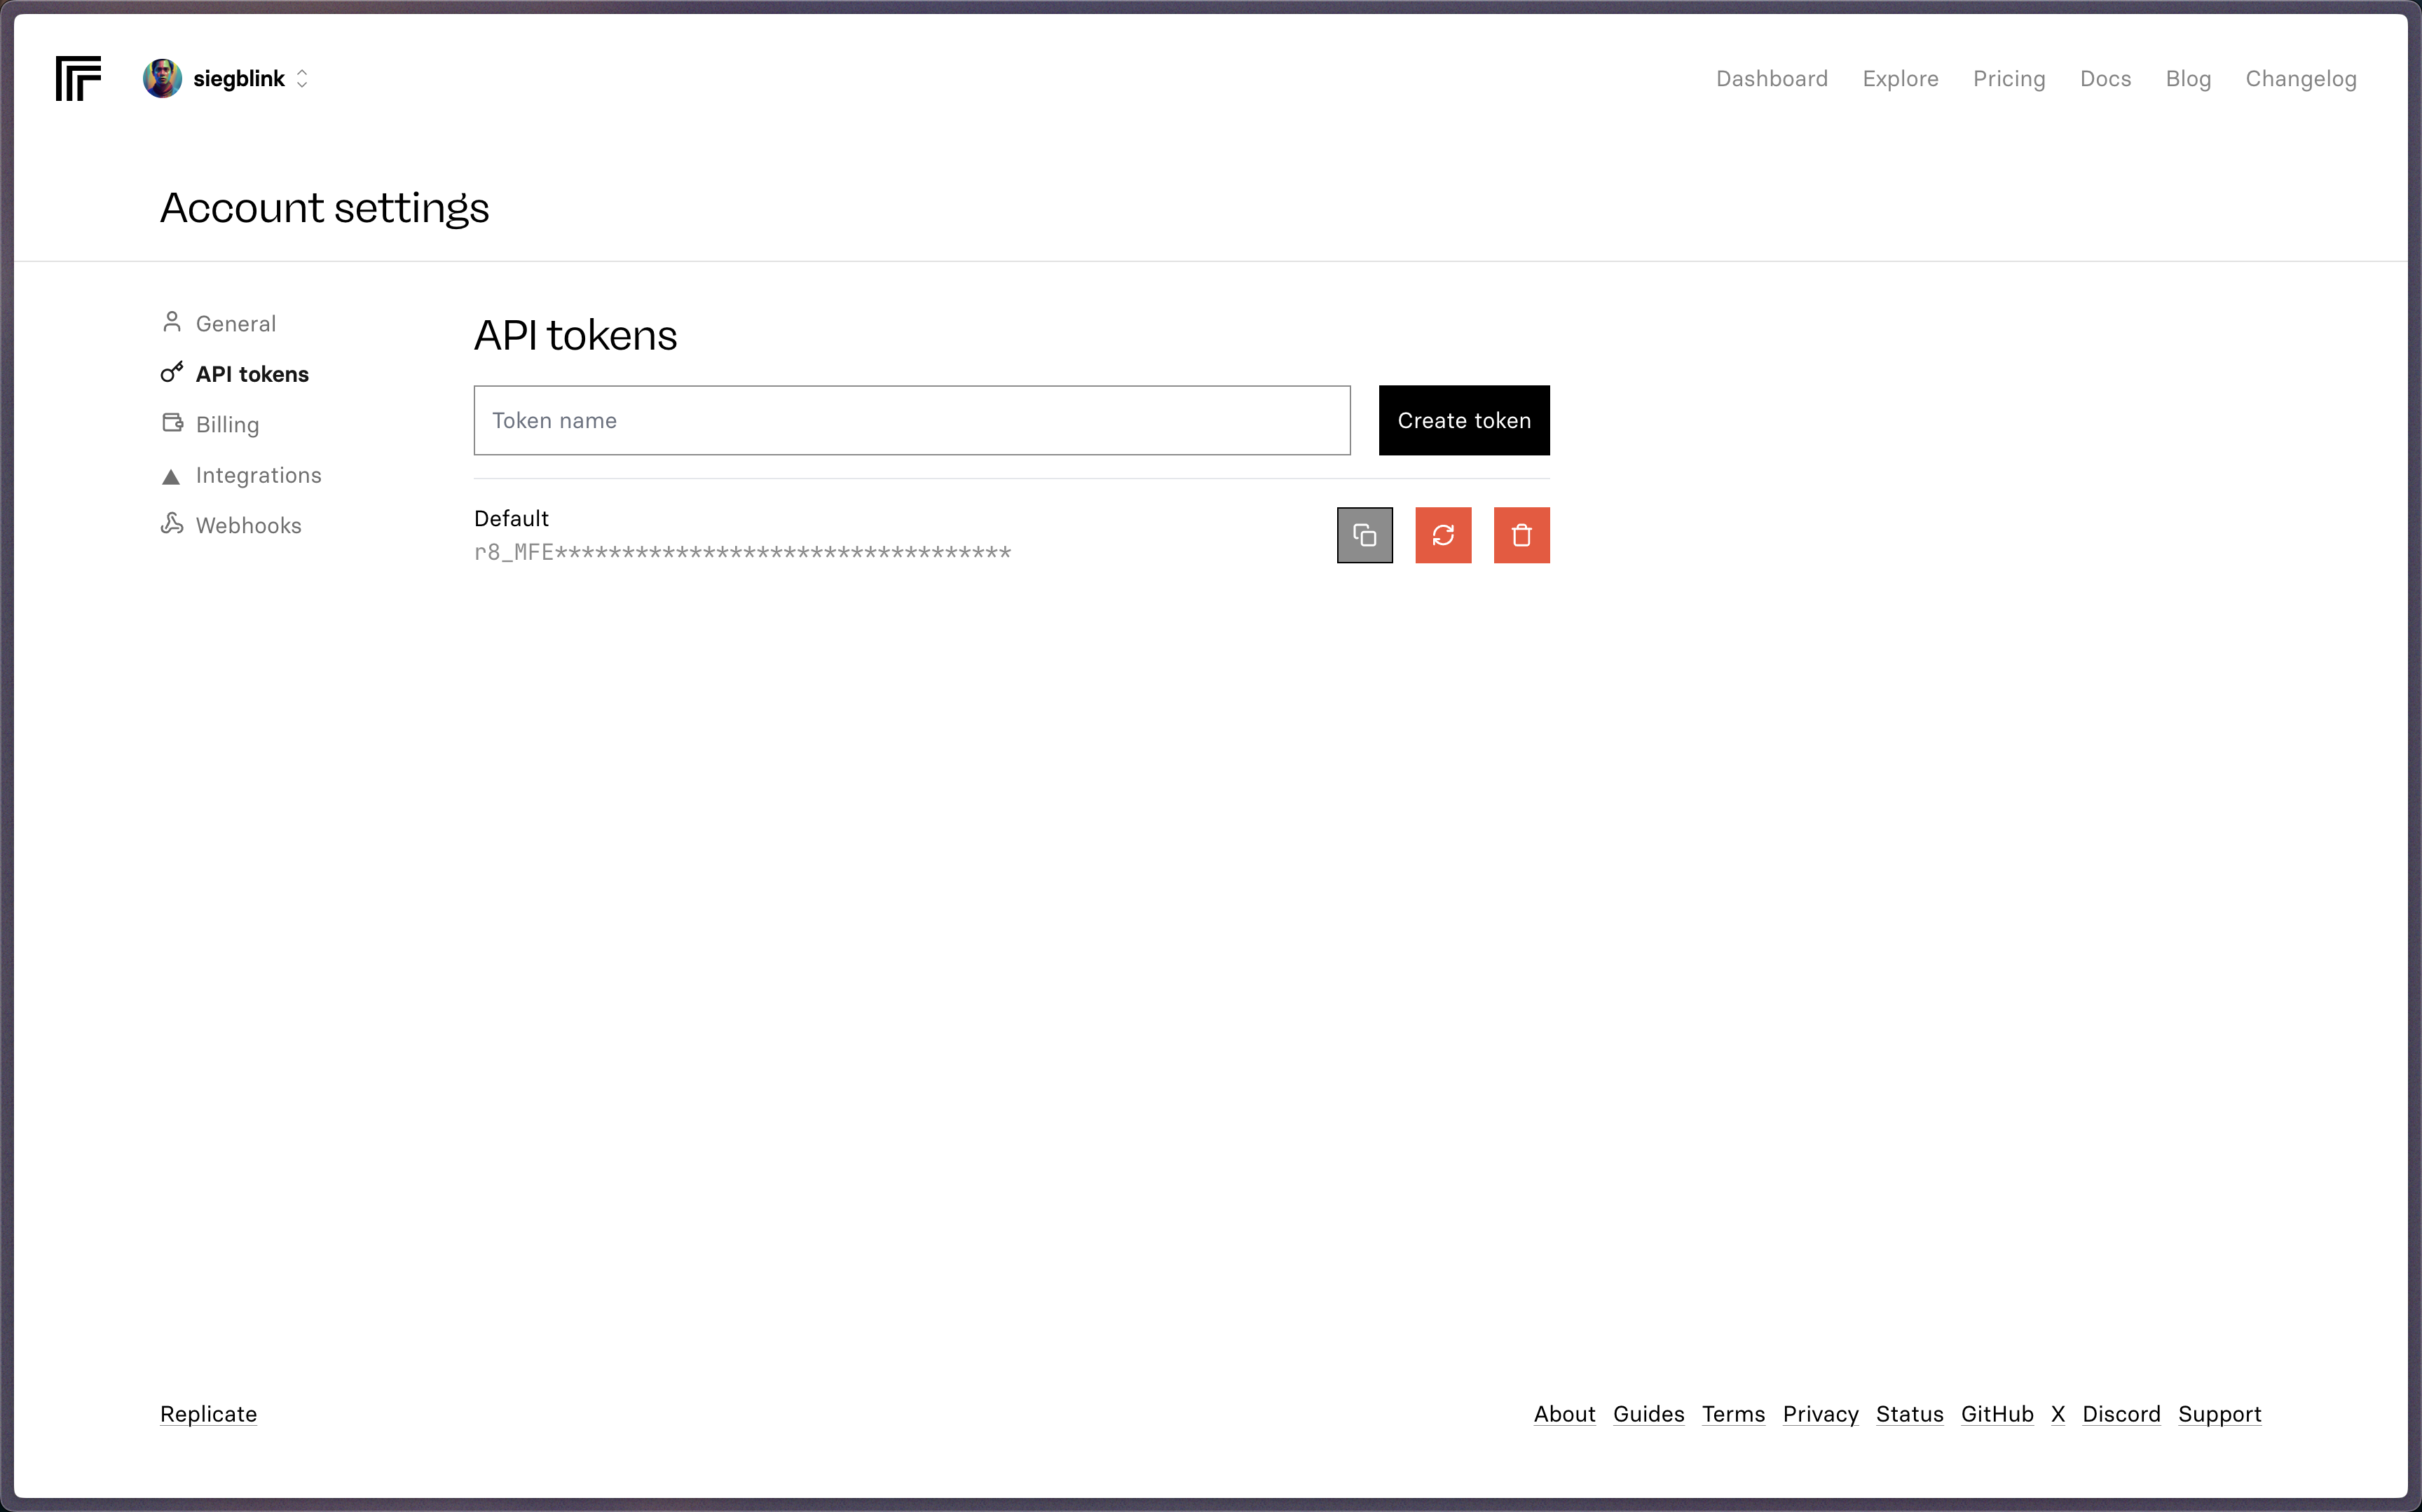 siegblink
Dashboard Explore Pricing Docs Blog Changelog
Account settings
General
API tokens
Billing
Integrations
Webhooks
API tokens
Token name
Create token
Default
r8_MFE**********************************
Replicate
About Guides Terms Privacy Status GitHub X Discord Support